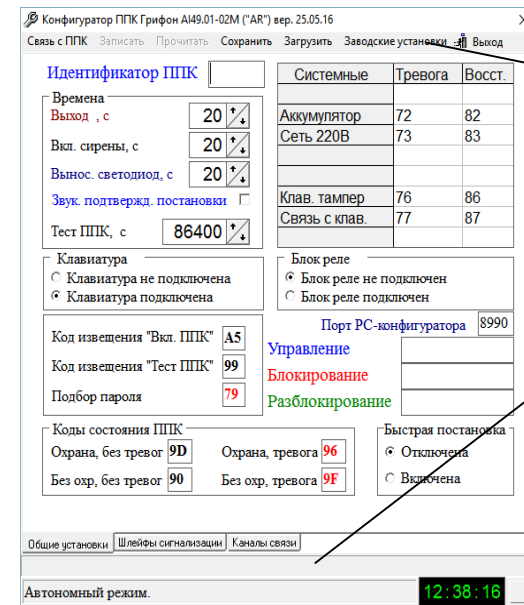 Конфигуратор ППК Грифон AI49.01-02М ("AR") вер. 25.05.16
Связь с ППК Записать Прочитать Сохранить Загрузить Заводские установки Выход
Идентификатор ППК
Времена
Выход , с 20
Вкл. сирены, с 20
Вынос. светодиод, с 20
Звук. подтвержд. постановки
Тест ППК, с 86400
Системные Тревога Восст.
Аккумулятор 72 82
Сеть 220В 73 83
Клав. тампер 76 86
Связь с клав. 77 87
Клавиатура
Клавиатура не подключена
Клавиатура подключена
Блок реле
Блок реле не подключен
Блок реле подключен
Код извещения "Вкл. ППК" A5
Код извещения "Тест ППК" 99
Подбор пароля 79
Порт PC-конфигуратора 8990
Управление
Блокирование
Разблокирование
Коды состояния ППК
Охрана, без тревог 9D Охрана, тревога 96
Без охр, без тревог 90 Без охр, тревога 9F
Быстрая постановка
Отключена
Включена
Общие установки Шлейфы сигнализации Каналы связи
Автономный режим. 12:38:16